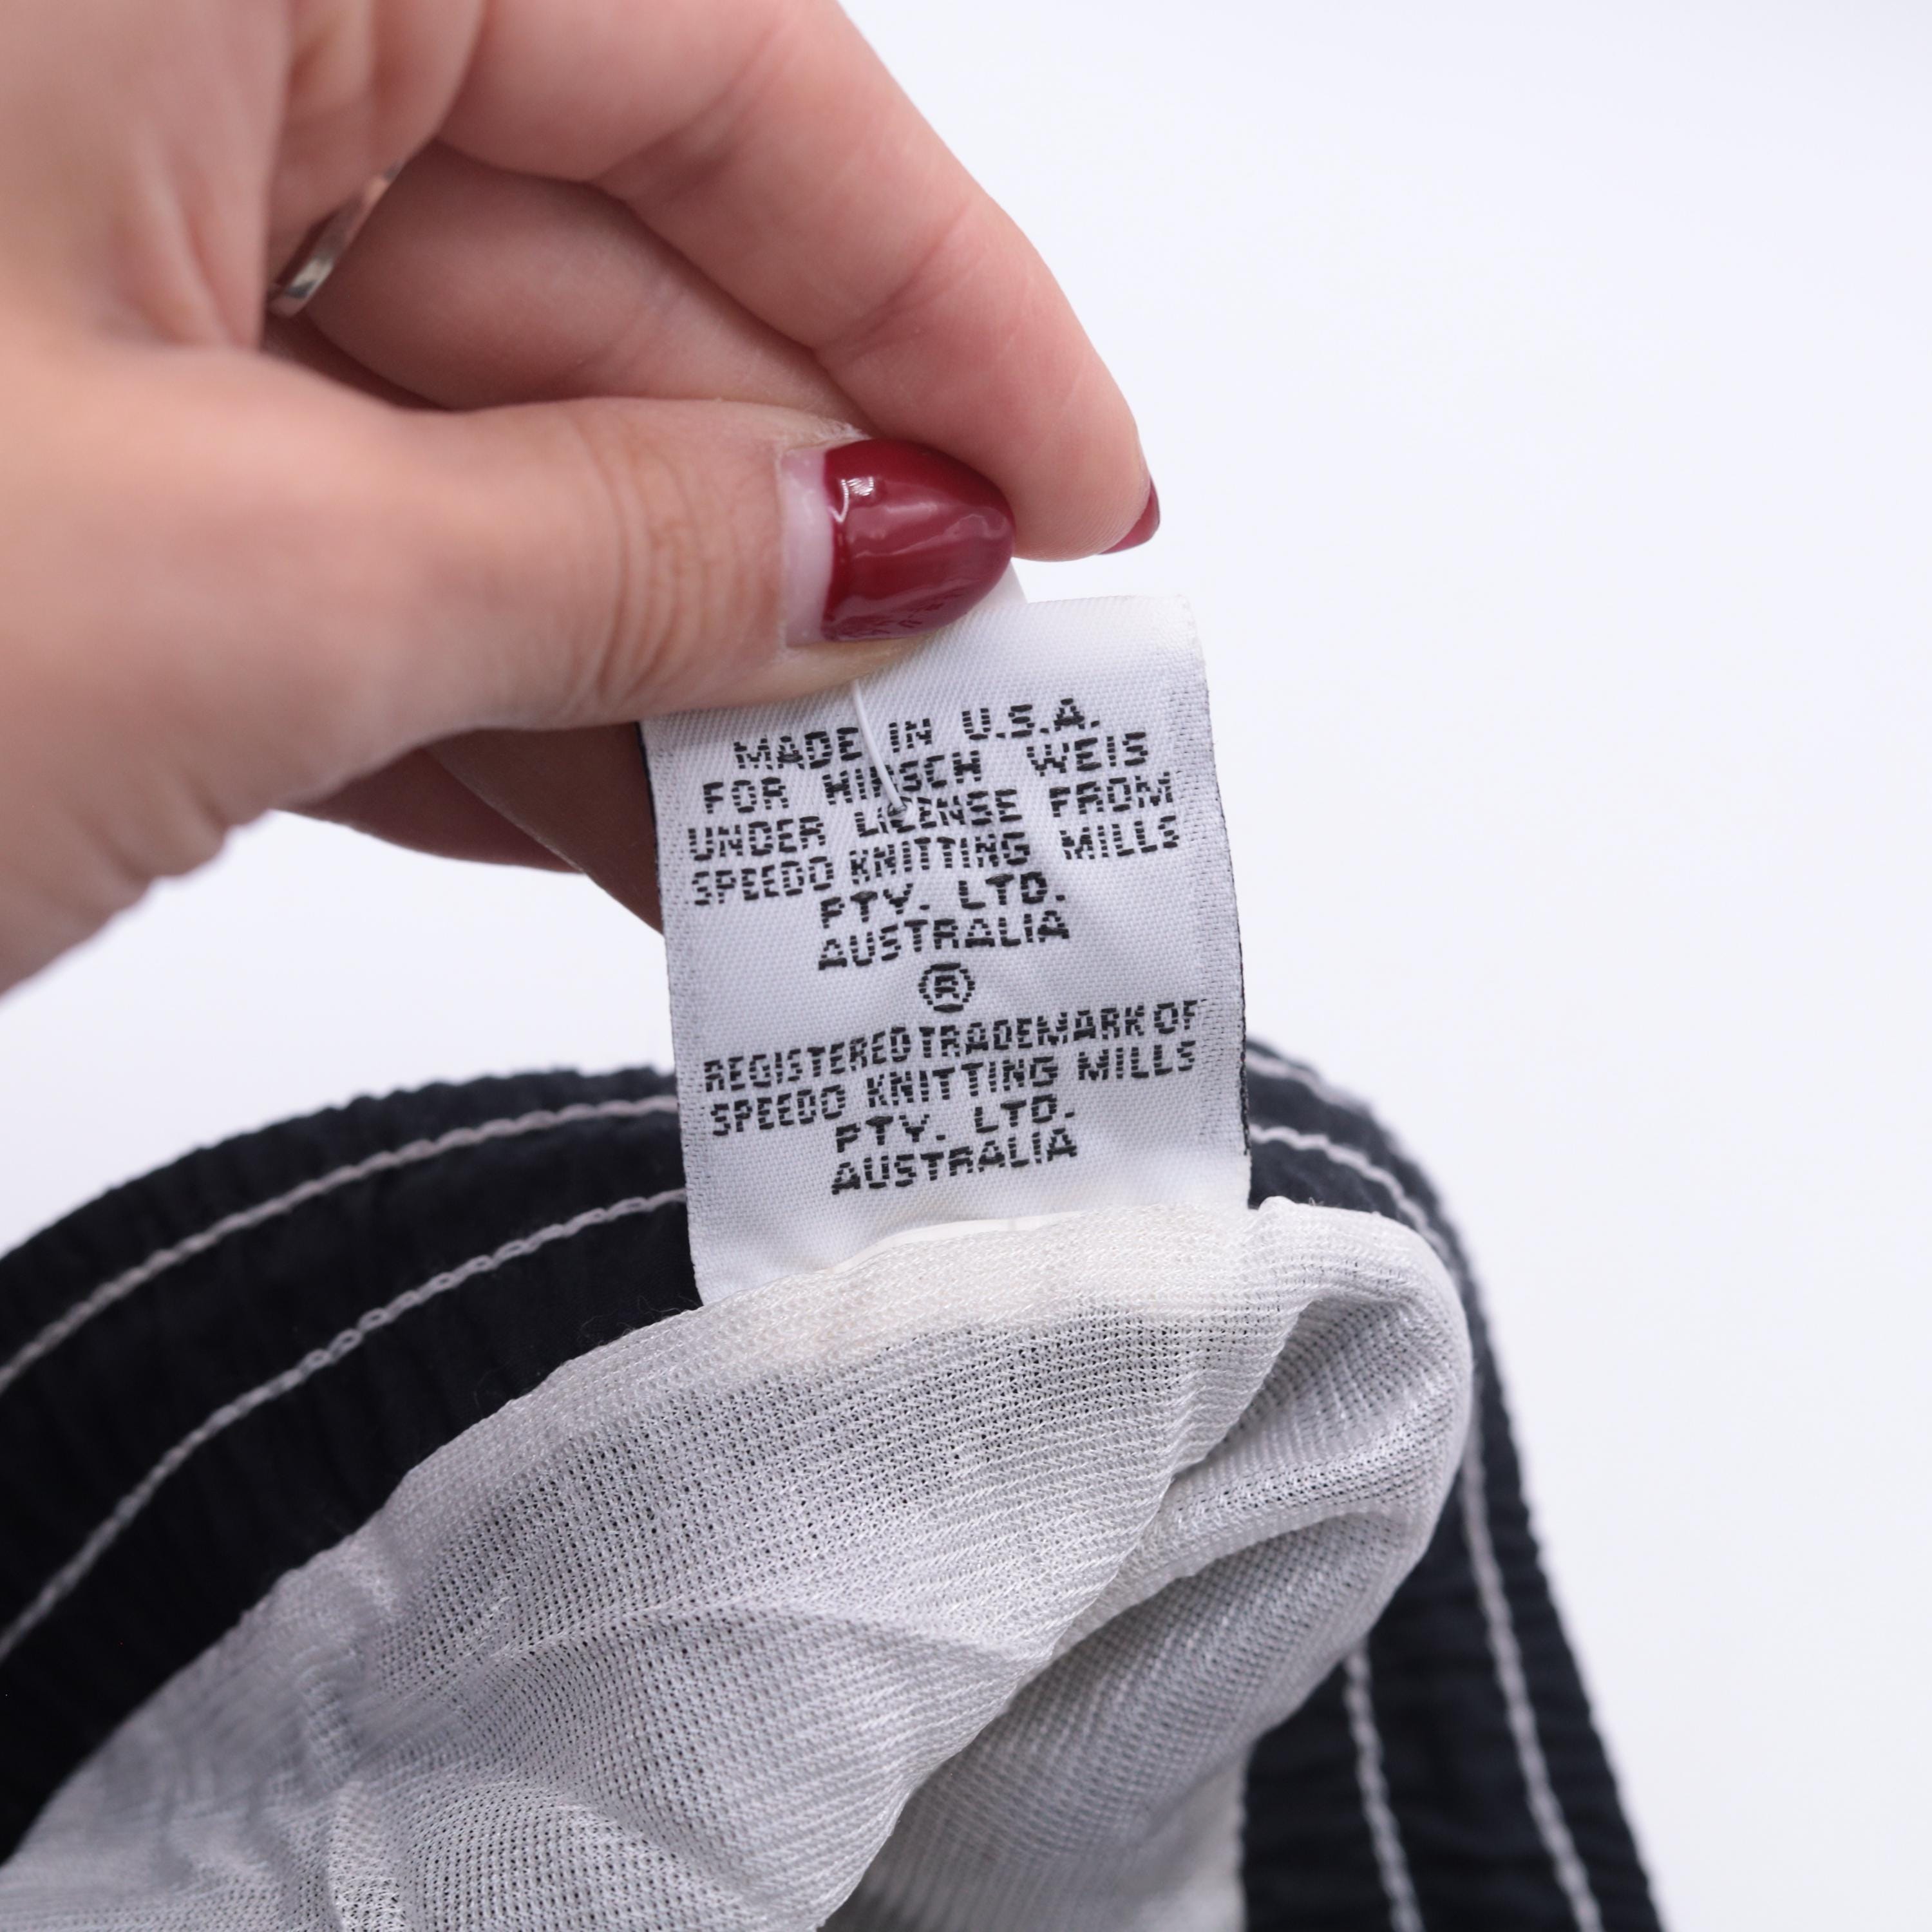 MADE IN U.S.A.
FOR HIRSCH WEIS
UNDER LICENSE FROM
SPEEDO KNITTING MILLS
PTY. LTD.
AUSTRALIA
®
REGISTERED TRADEMARK OF
SPEEDO KNITTING MILLS
PTY. LTD.
AUSTRALIA